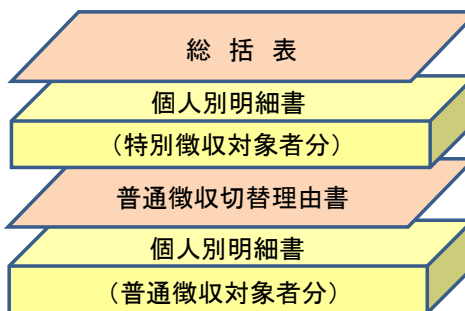 総 括 表
個人別明細書
（特別徴収対象者分）
普通徴収切替理由書
個人別明細書
（普通徴収対象者分）